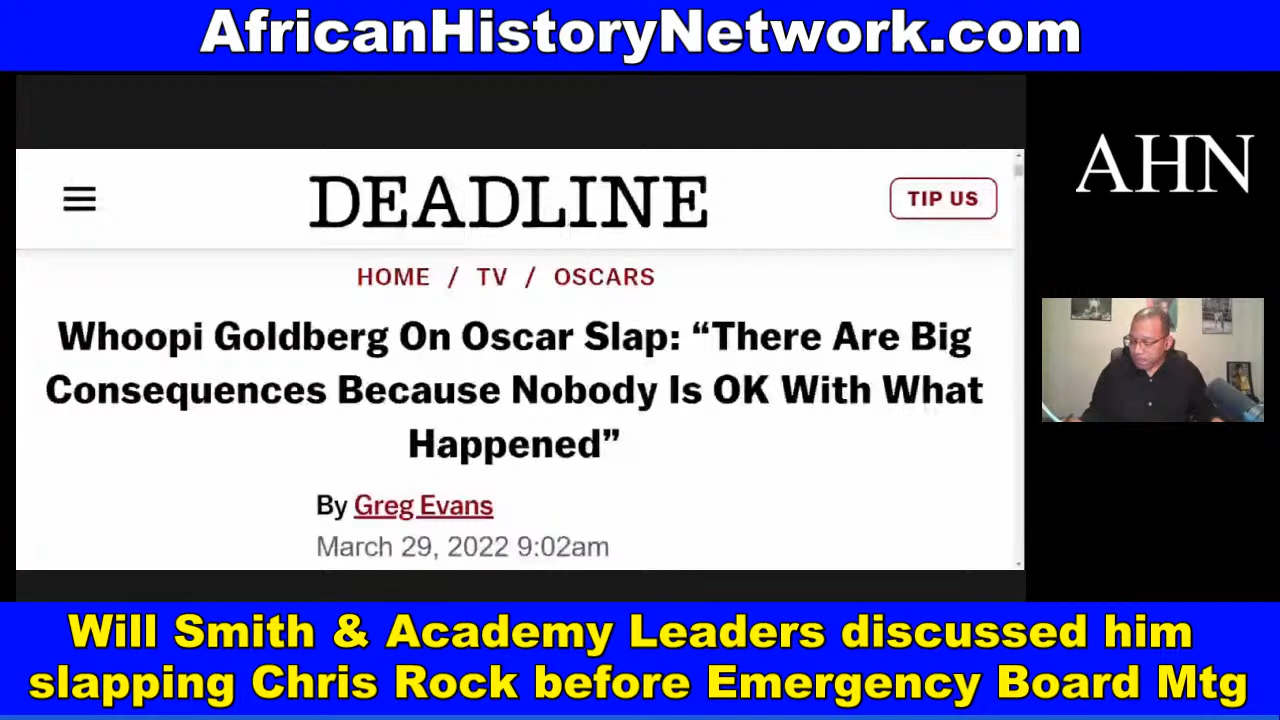 AfricanHistoryNetwork.com
DEADLINE
TIP US
AHN
HOME / TV / OSCARS
Whoopi Goldberg On Oscar Slap: “There Are Big
Consequences Because Nobody Is OK With What
Happened”
By Greg Evans
March 29, 2022 9:02am
Will Smith & Academy Leaders discussed him
slapping Chris Rock before Emergency Board Mtg